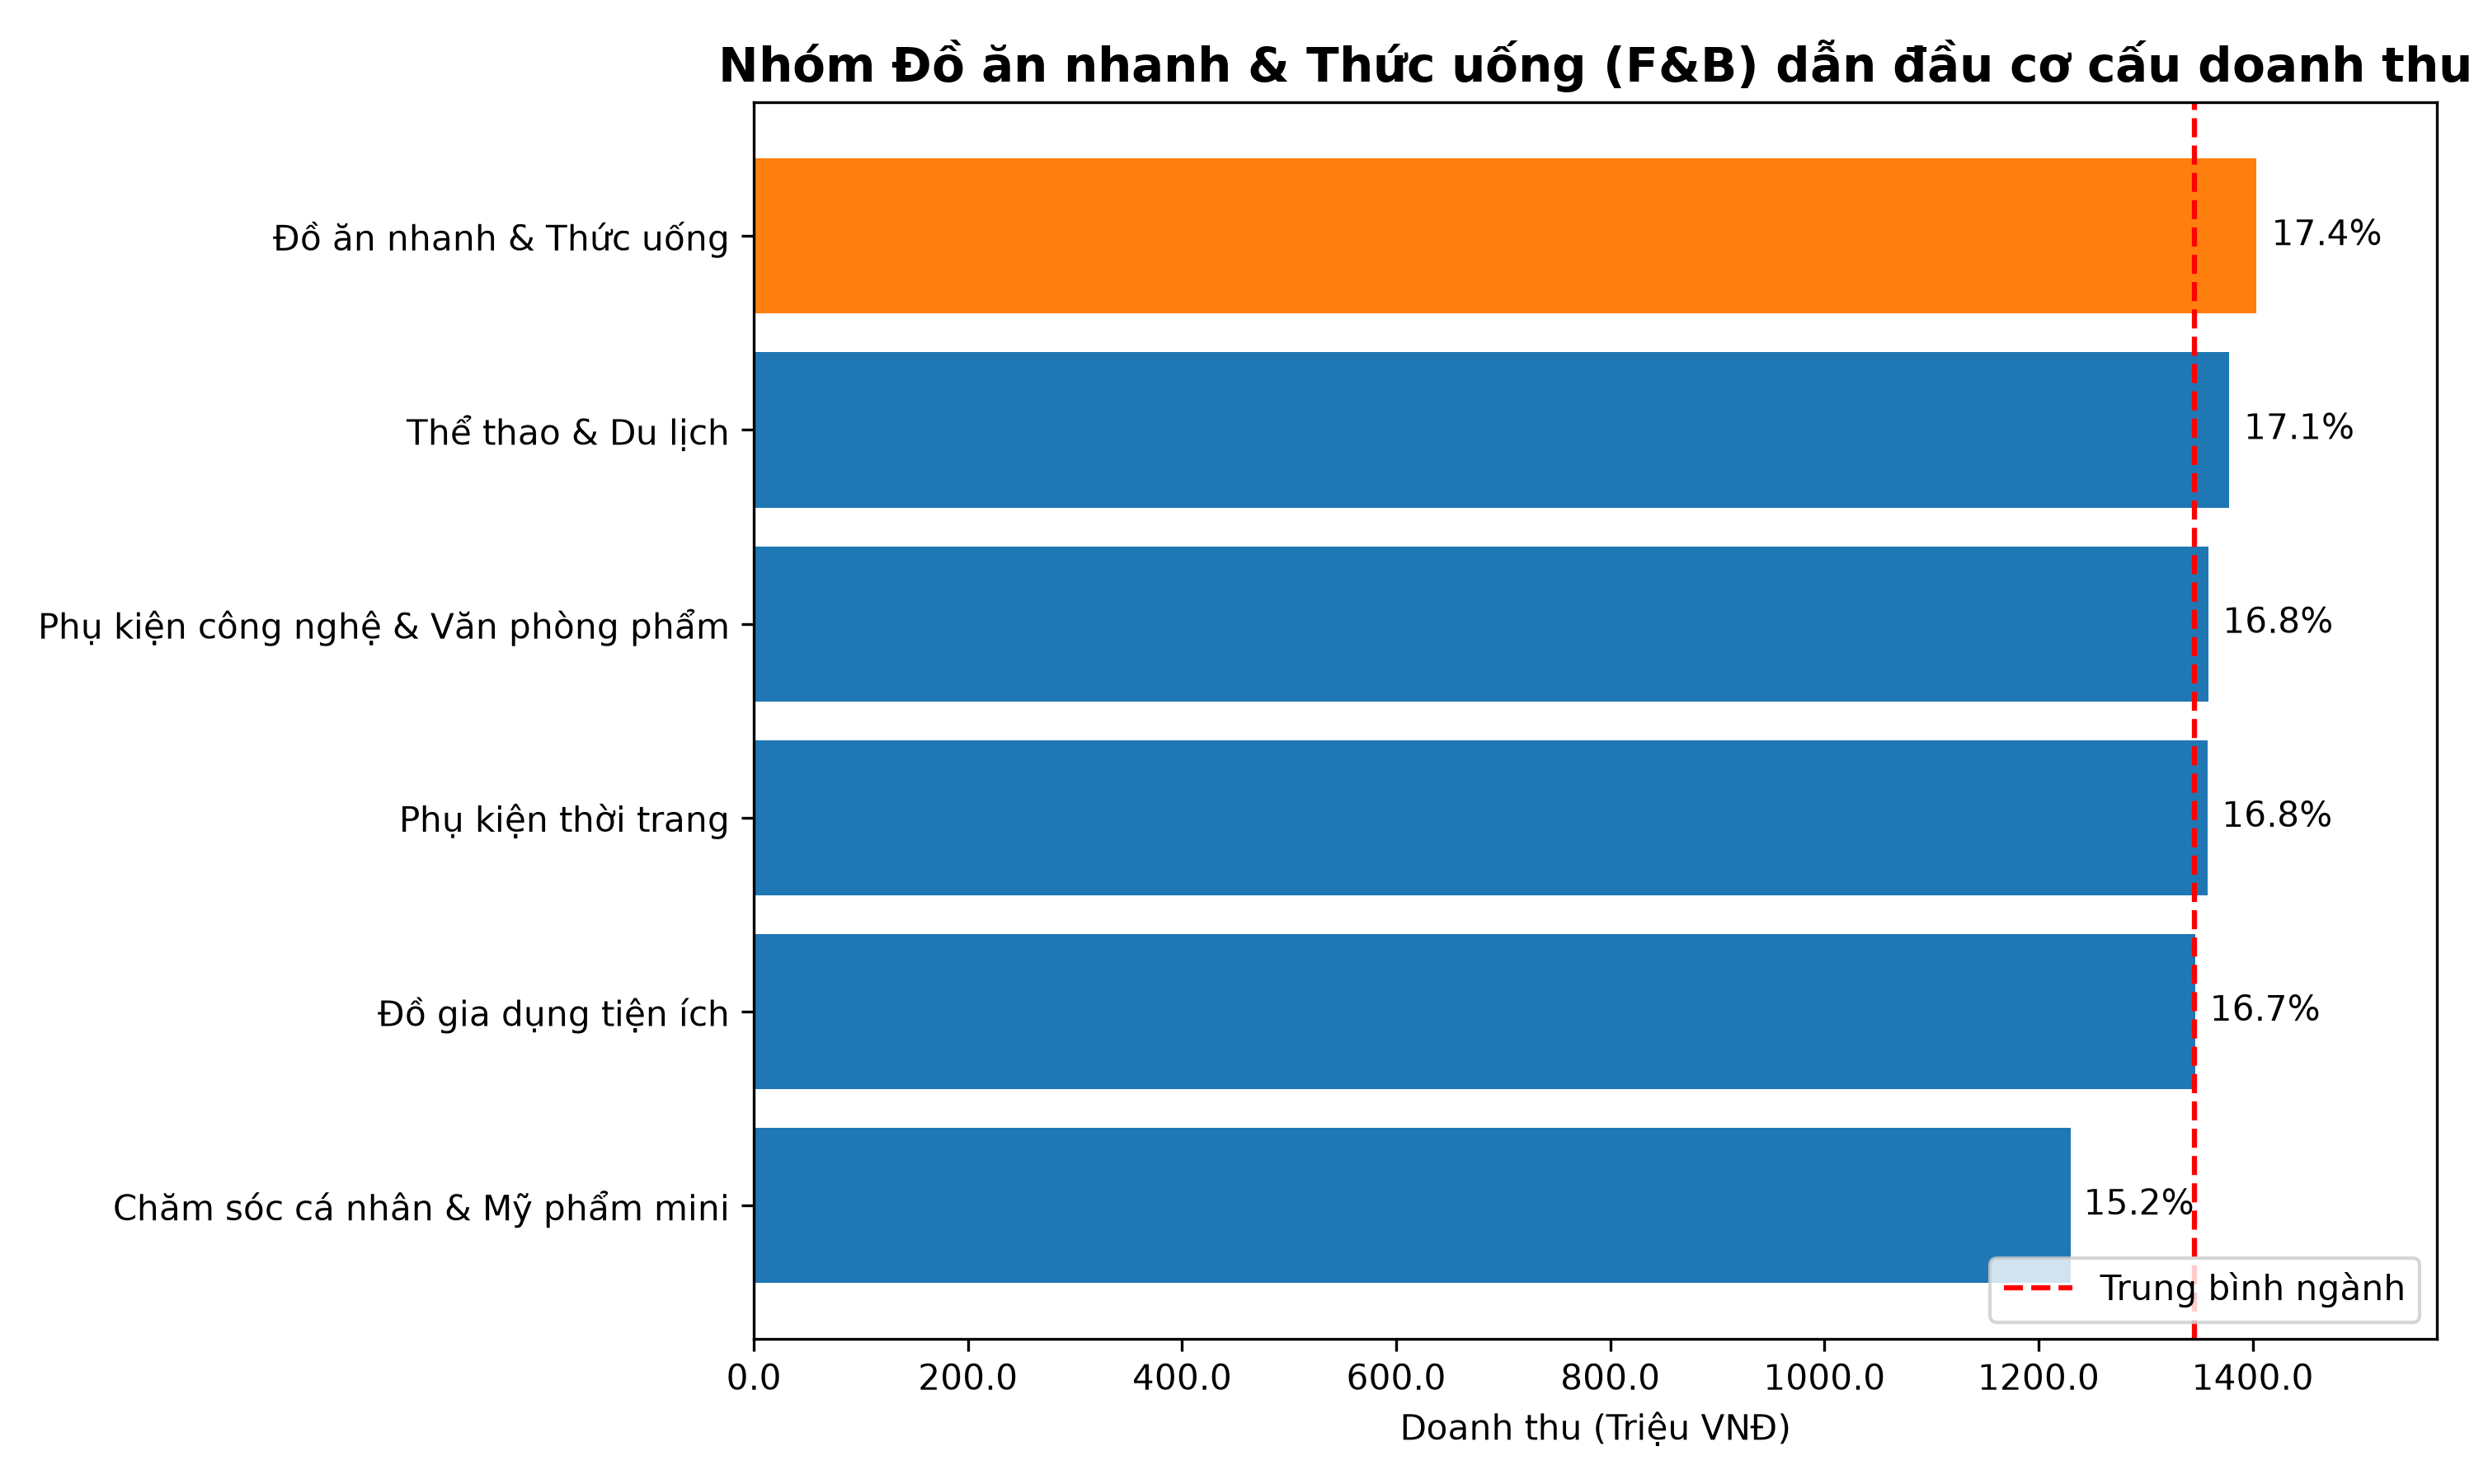 Nhóm Đồ ăn nhanh & Thức uống (F&B) dẫn đầu cơ cấu doanh thu
Đồ ăn nhanh & Thức uống
17.4%
Thể thao & Du lịch
17.1%
Phụ kiện công nghệ & Văn phòng phẩm
16.8%
Phụ kiện thời trang
16.8%
Đồ gia dụng tiện ích
16.7%
Chăm sóc cá nhân & Mỹ phẩm mini
15.2%
Trung bình ngành
0.0 200.0 400.0 600.0 800.0 1000.0 1200.0 1400.0
Doanh thu (Triệu VNĐ)